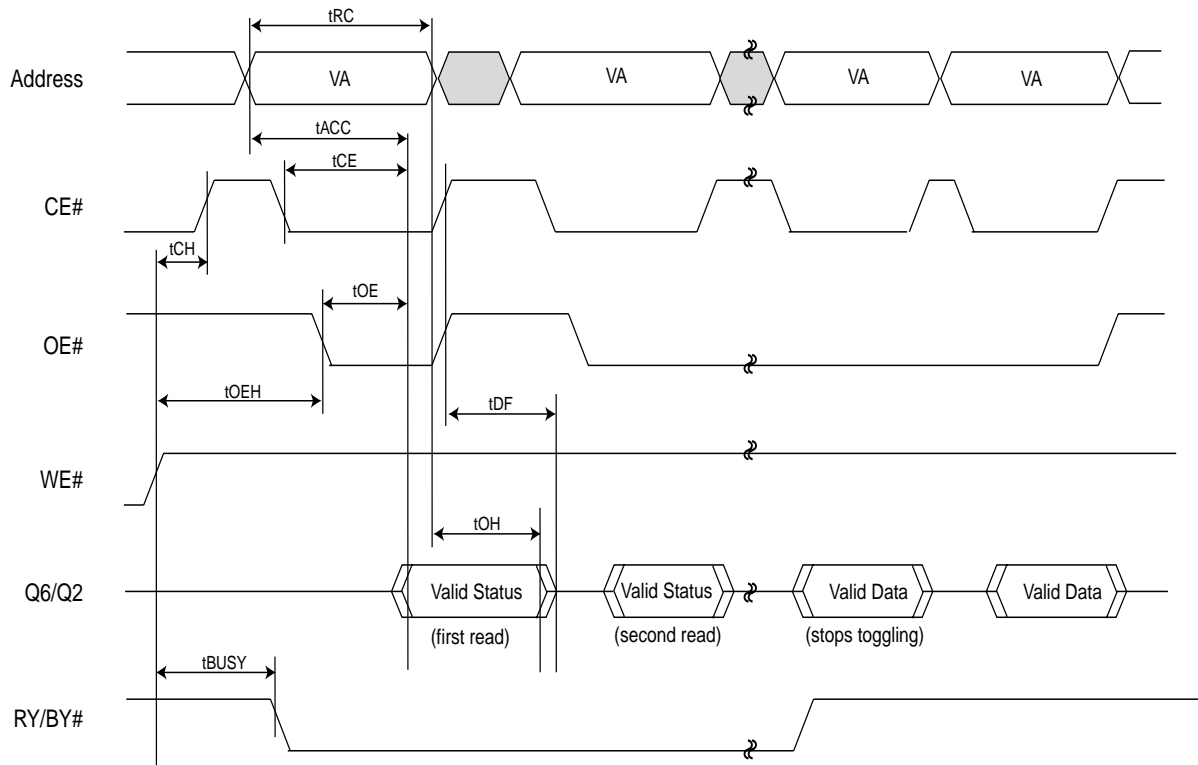 tRC
Address
VA
VA
VA
VA
tACC
tCE
CE#
tCH
tOE
OE#
tOEH
tDF
WE#
tOH
Q6/Q2
Valid Status
Valid Status
Valid Data
Valid Data
(first read)
(second read)
(stops toggling)
tBUSY
RY/BY#